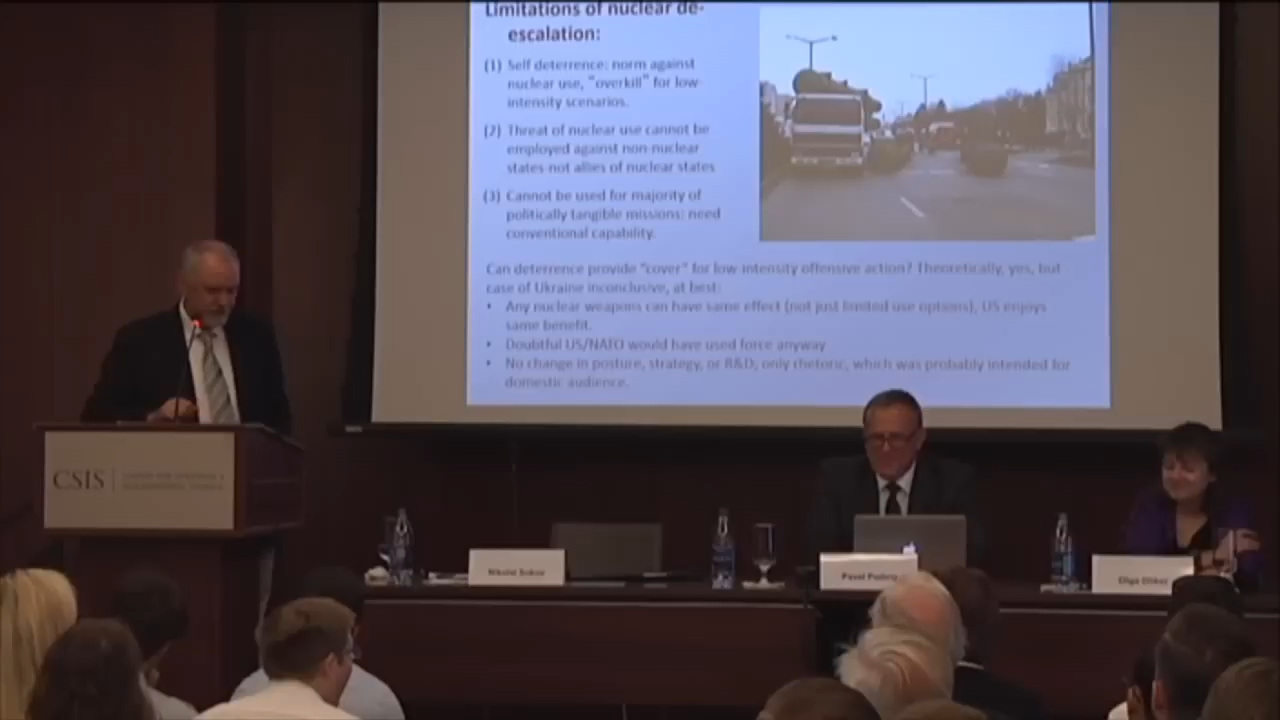 Limitations of nuclear de-
escalation:
(1) Self deterrence: norm against
nuclear use, "overkill" for low-
intensity scenarios.
(2) Threat of nuclear use cannot be
employed against non-nuclear
states not allies of nuclear states
(3) Cannot be used for majority of
politically tangible missions: need
conventional capability.
Can deterrence provide "cover" for low-intensity offensive action? Theoretically, yes, but
case of Ukraine inconclusive, at best:
• Any nuclear weapons can have same effect (not just limited use options), US enjoys
same benefit.
• Doubtful US/NATO would have used force anyway
• No change in posture, strategy, or R&D; only rhetoric, which was probably intended for
domestic audience.
CSIS
Nikolai Sokov
Pavel
Olga Oliker